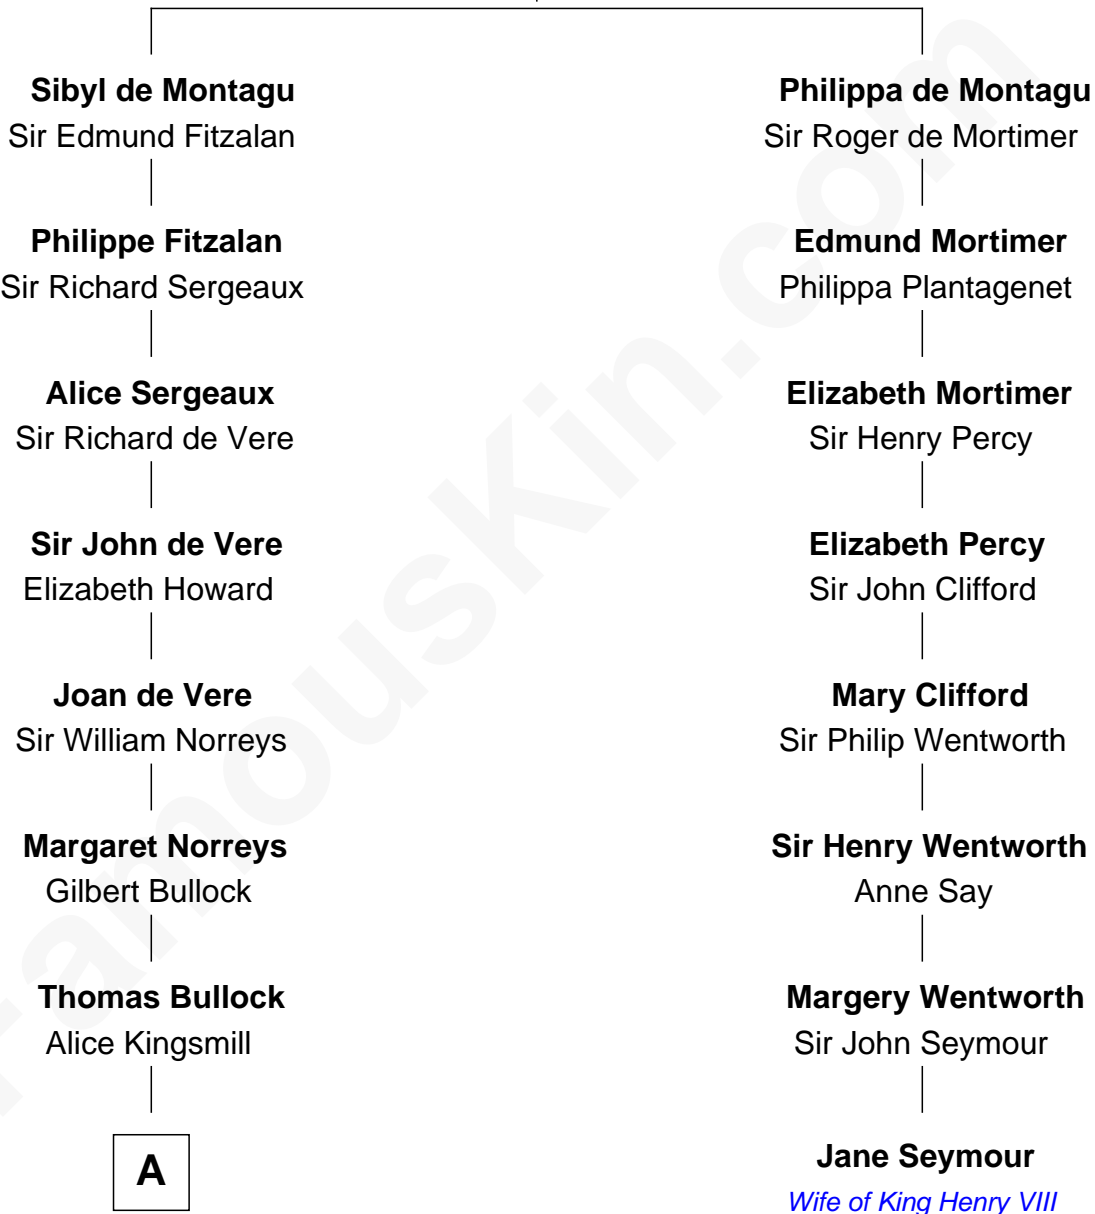 Sibyl de Montagu
Sir Edmund Fitzalan
Philippe Fitzalan
Sir Richard Sergeaux
Alice Sergeaux
Sir Richard de Vere
Sir John de Vere
Elizabeth Howard
Joan de Vere
Sir William Norreys
Margaret Norreys
Gilbert Bullock
Thomas Bullock
Alice Kingsmill
A
Philippa de Montagu
Sir Roger de Mortimer
Edmund Mortimer
Philippa Plantagenet
Elizabeth Mortimer
Sir Henry Percy
Elizabeth Percy
Sir John Clifford
Mary Clifford
Sir Philip Wentworth
Sir Henry Wentworth
Anne Say
Margery Wentworth
Sir John Seymour
Jane Seymour
Wife of King Henry VIII
FamousKin.com